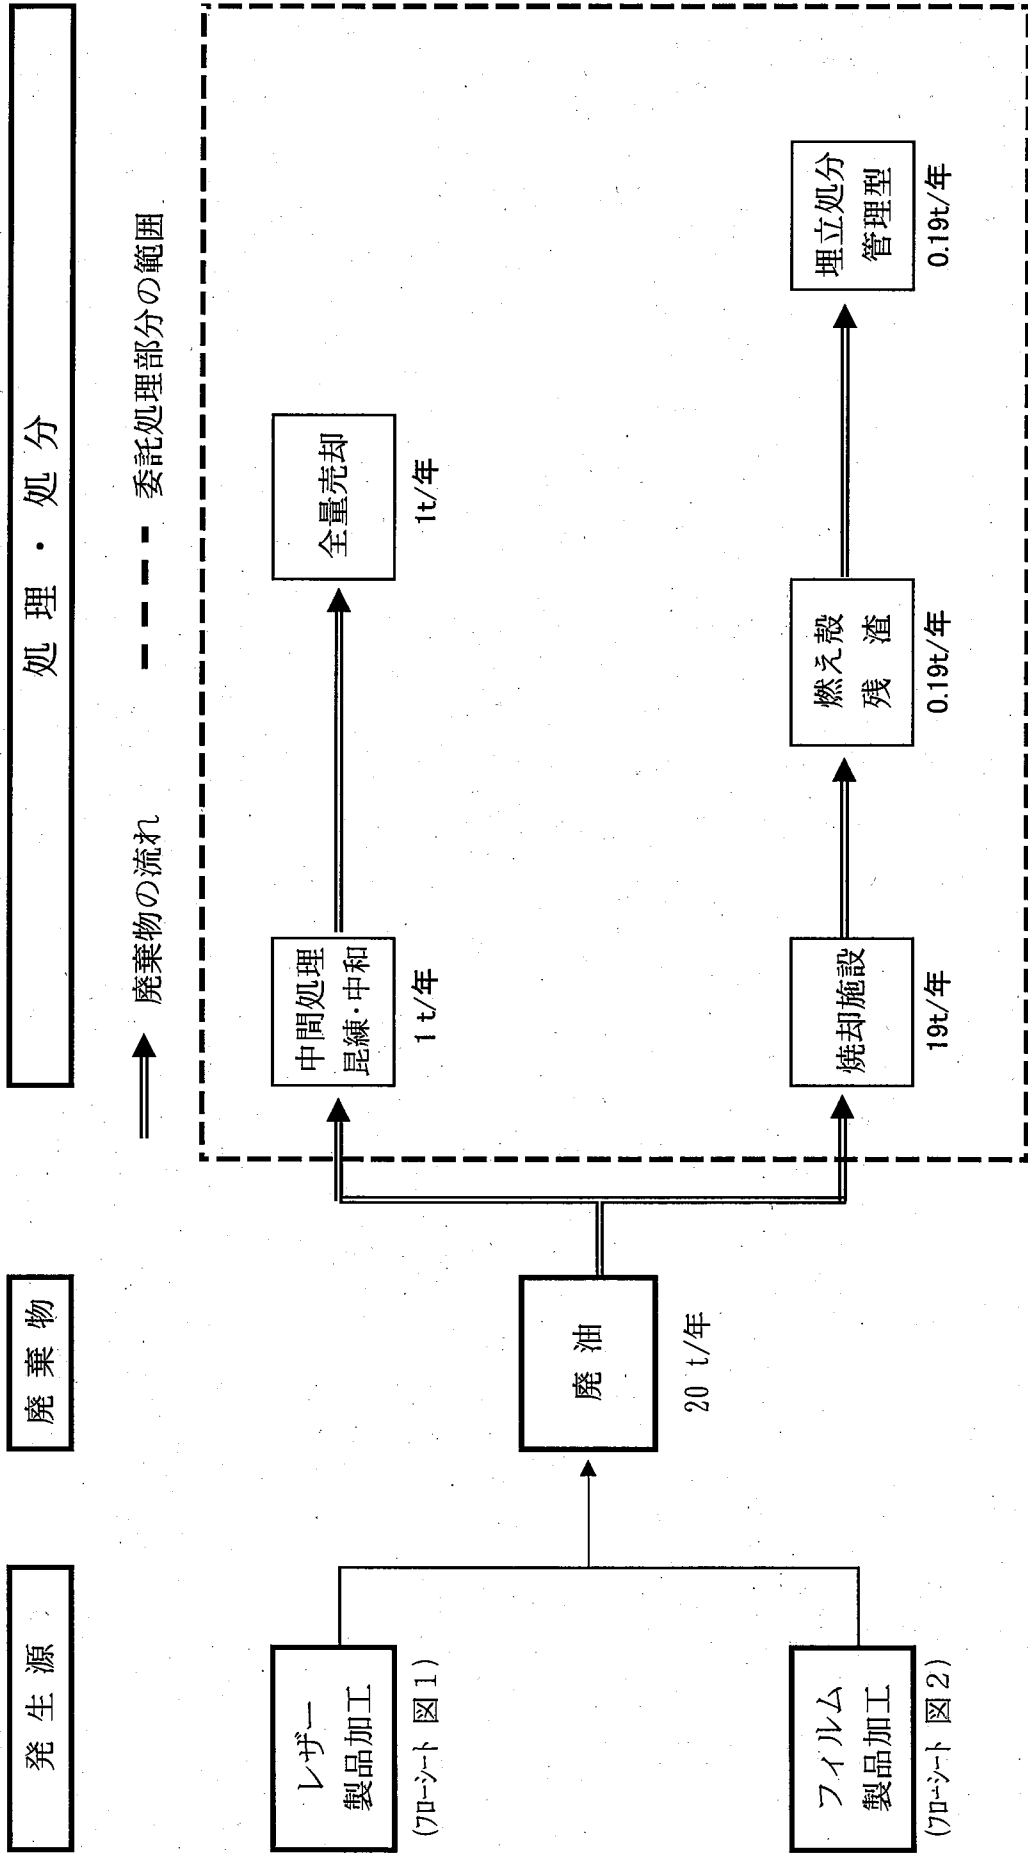 発生源
廃棄物
処理・処分
廃棄物の流れ
委託処理部分の範囲
レザー
製品加工
(フローシート 図1)
フィルム
製品加工
(フローシート 図2)
廃油
20 t/年
中間処理
昆練・中和
1 t/年
全量売却
1t/年
焼却施設
19t/年
燃え殻
残渣
0.19t/年
埋立処分
管理型
0.19t/年